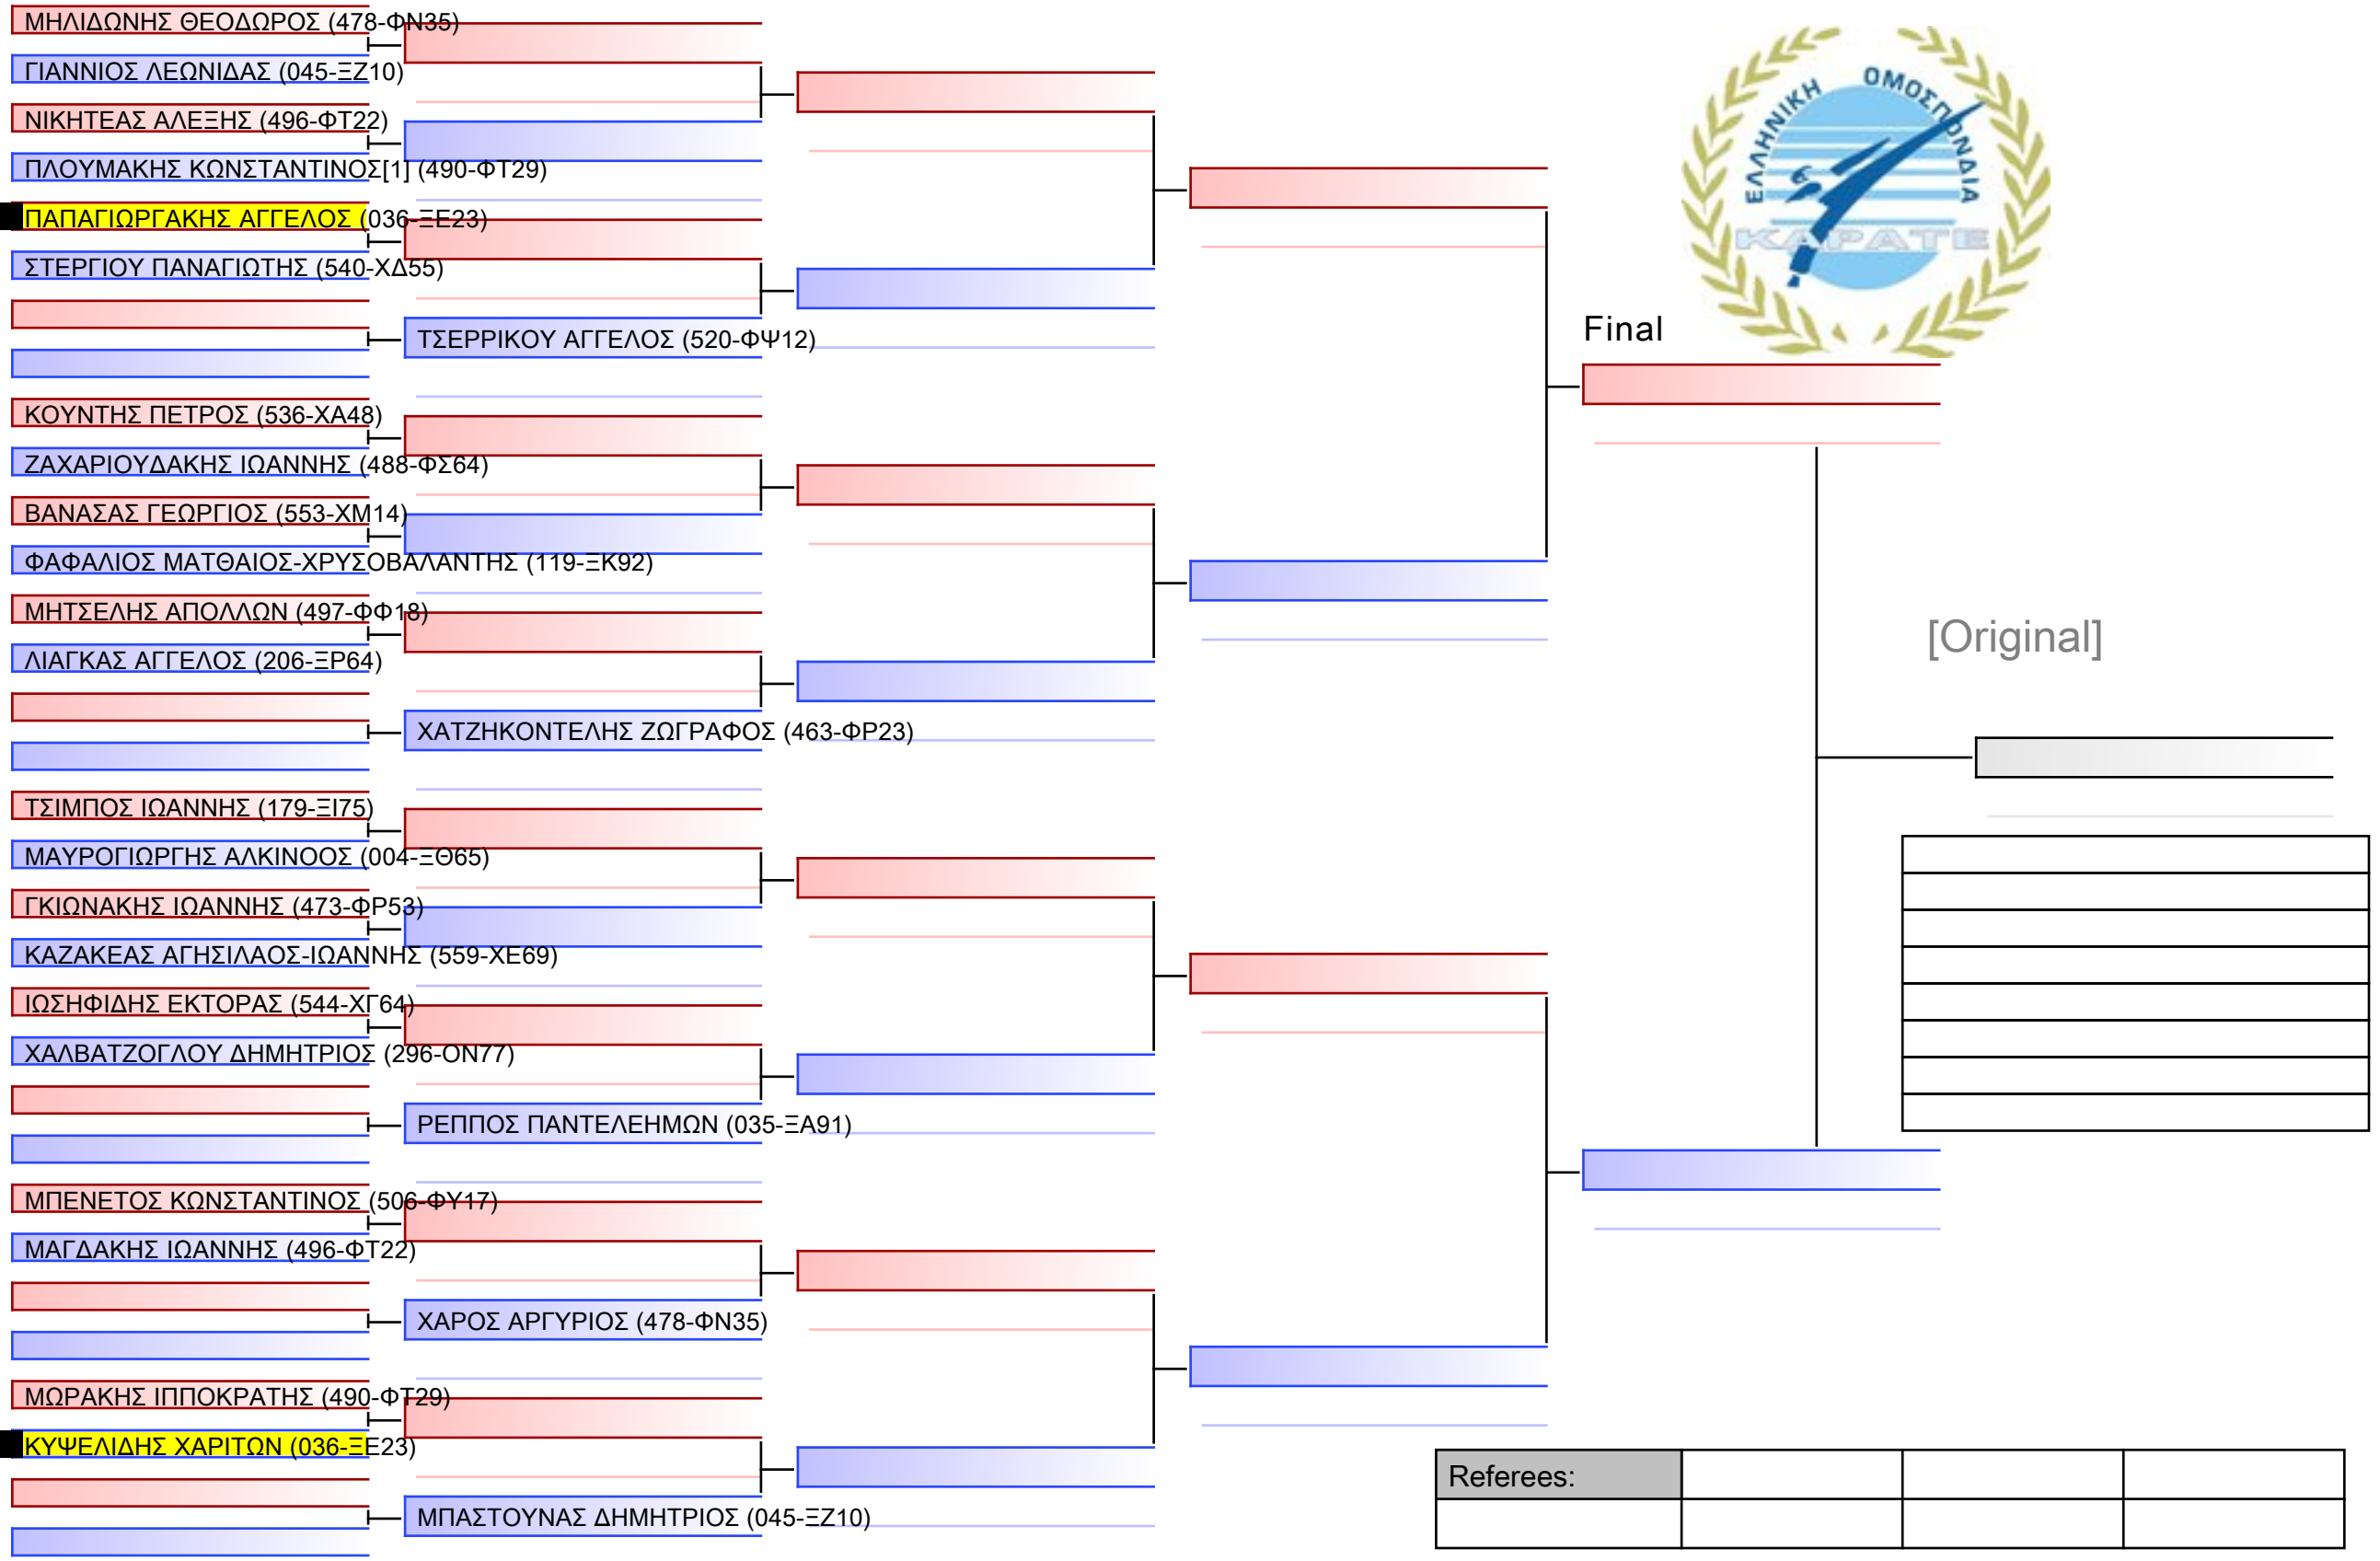 ΜΗΛΙΔΩΝΗΣ ΘΕΟΔΩΡΟΣ (478-ΦΝ35)
ΓΙΑΝΝΙΟΣ ΛΕΩΝΙΔΑΣ (045-ΞΖ10)
ΝΙΚΗΤΕΑΣ ΑΛΕΞΗΣ (496-ΦΤ22)
ΠΛΟΥΜΑΚΗΣ ΚΩΝΣΤΑΝΤΙΝΟΣ[1] (490-ΦΤ29)
ΠΑΠΑΓΙΩΡΓΑΚΗΣ ΑΓΓΕΛΟΣ (036-ΞΕ23)
ΣΤΕΡΓΙΟΥ ΠΑΝΑΓΙΩΤΗΣ (540-ΧΔ55)
ΤΣΕΡΡΙΚΟΥ ΑΓΓΕΛΟΣ (520-ΦΨ12)
ΚΟΥΝΤΗΣ ΠΕΤΡΟΣ (536-ΧΑ48)
ΖΑΧΑΡΙΟΥΔΑΚΗΣ ΙΩΑΝΝΗΣ (488-ΦΣ64)
ΒΑΝΑΣΑΣ ΓΕΩΡΓΙΟΣ (553-ΧΜ14)
ΦΑΦΑΛΙΟΣ ΜΑΤΘΑΙΟΣ-ΧΡΥΣΟΒΑΛΑΝΤΗΣ (119-ΞΚ92)
ΜΗΤΣΕΛΗΣ ΑΠΟΛΛΩΝ (497-ΦΦ18)
ΛΙΑΓΚΑΣ ΑΓΓΕΛΟΣ (206-ΞΡ64)
ΧΑΤΖΗΚΟΝΤΕΛΗΣ ΖΩΓΡΑΦΟΣ (463-ΦΡ23)
ΤΣΙΜΠΟΣ ΙΩΑΝΝΗΣ (179-ΞΙ75)
ΜΑΥΡΟΓΙΩΡΓΗΣ ΑΛΚΙΝΟΟΣ (004-ΞΘ65)
ΓΚΙΩΝΑΚΗΣ ΙΩΑΝΝΗΣ (473-ΦΡ53)
ΚΑΖΑΚΕΑΣ ΑΓΗΣΙΛΑΟΣ-ΙΩΑΝΝΗΣ (559-ΧΕ69)
ΙΩΣΗΦΙΔΗΣ ΕΚΤΟΡΑΣ (544-ΧΓ64)
ΧΑΛΒΑΤΖΟΓΛΟΥ ΔΗΜΗΤΡΙΟΣ (296-ΟΝ77)
ΡΕΠΠΟΣ ΠΑΝΤΕΛΕΗΜΩΝ (035-ΞΑ91)
ΜΠΕΝΕΤΟΣ ΚΩΝΣΤΑΝΤΙΝΟΣ (506-ΦΥ17)
ΜΑΓΔΑΚΗΣ ΙΩΑΝΝΗΣ (496-ΦΤ22)
ΧΑΡΟΣ ΑΡΓΥΡΙΟΣ (478-ΦΝ35)
ΜΩΡΑΚΗΣ ΙΠΠΟΚΡΑΤΗΣ (490-ΦΤ29)
ΚΥΨΕΛΙΔΗΣ ΧΑΡΙΤΩΝ (036-ΞΕ23)
ΜΠΑΣΤΟΥΝΑΣ ΔΗΜΗΤΡΙΟΣ (045-ΞΖ10)
ΕΛΛΗΝΙΚΗ ΟΜΟΣΠΟΝΔΙΑ
ΚΑΡΑΤΕ
Final
[Original]
Referees: